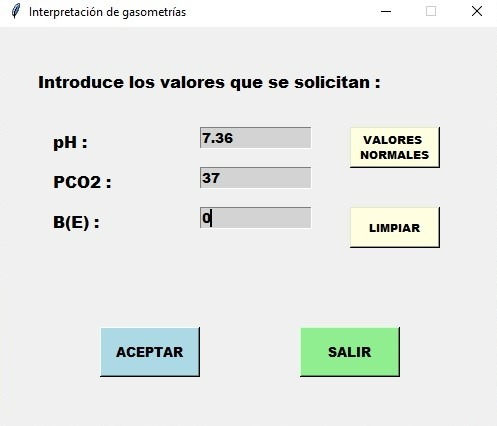 Interpretación de gasometrías
Introduce los valores que se solicitan :
pH :
7.36
VALORES
NORMALES
PCO2 :
37
B(E) :
0
LIMPIAR
ACEPTAR
SALIR